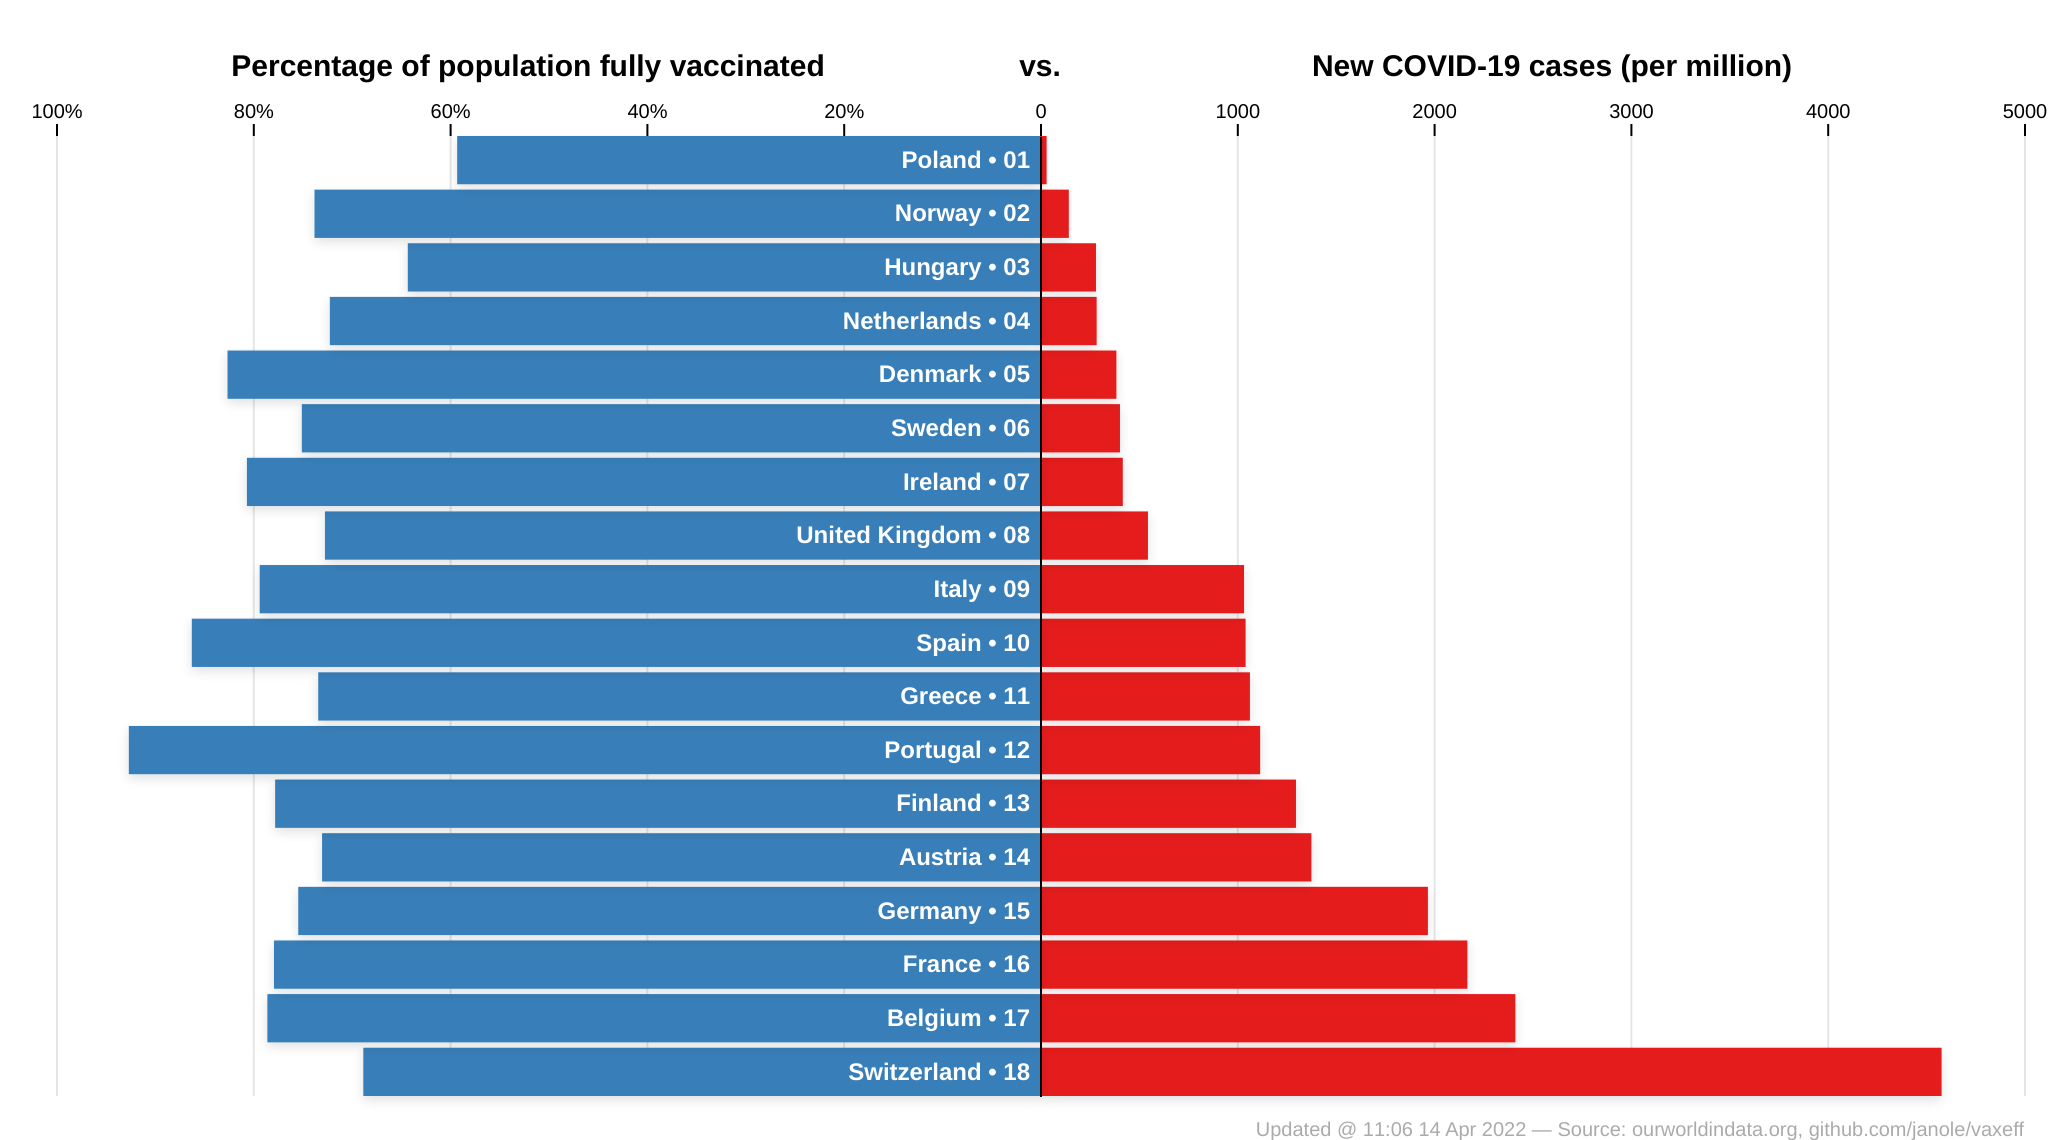 Percentage of population fully vaccinated vs. New COVID-19 cases (per million)
100% 80% 60% 40% 20% 0 1000 2000 3000 4000 5000
Poland • 01
Norway • 02
Hungary • 03
Netherlands • 04
Denmark • 05
Sweden • 06
Ireland • 07
United Kingdom • 08
Italy • 09
Spain • 10
Greece • 11
Portugal • 12
Finland • 13
Austria • 14
Germany • 15
France • 16
Belgium • 17
Switzerland • 18
Updated @ 11:06 14 Apr 2022 — Source: ourworldindata.org, github.com/janole/vaxeff